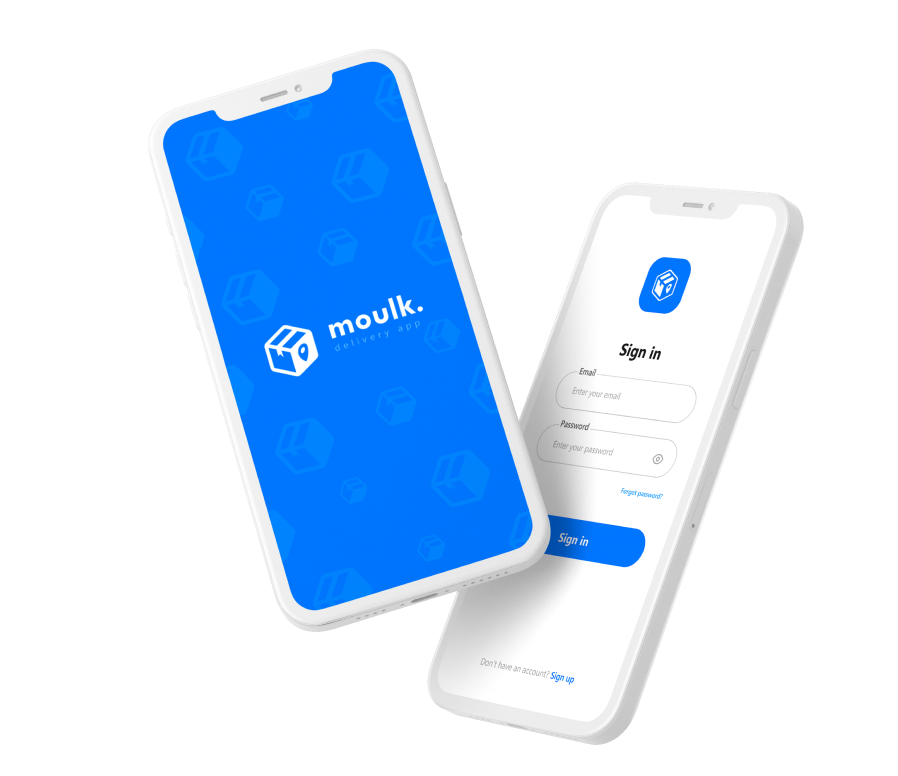 moulk.
delivery app
Sign in
Email
Enter your email
Password
Enter your password
Forgot password?
Sign in
Don't have an account? Sign up